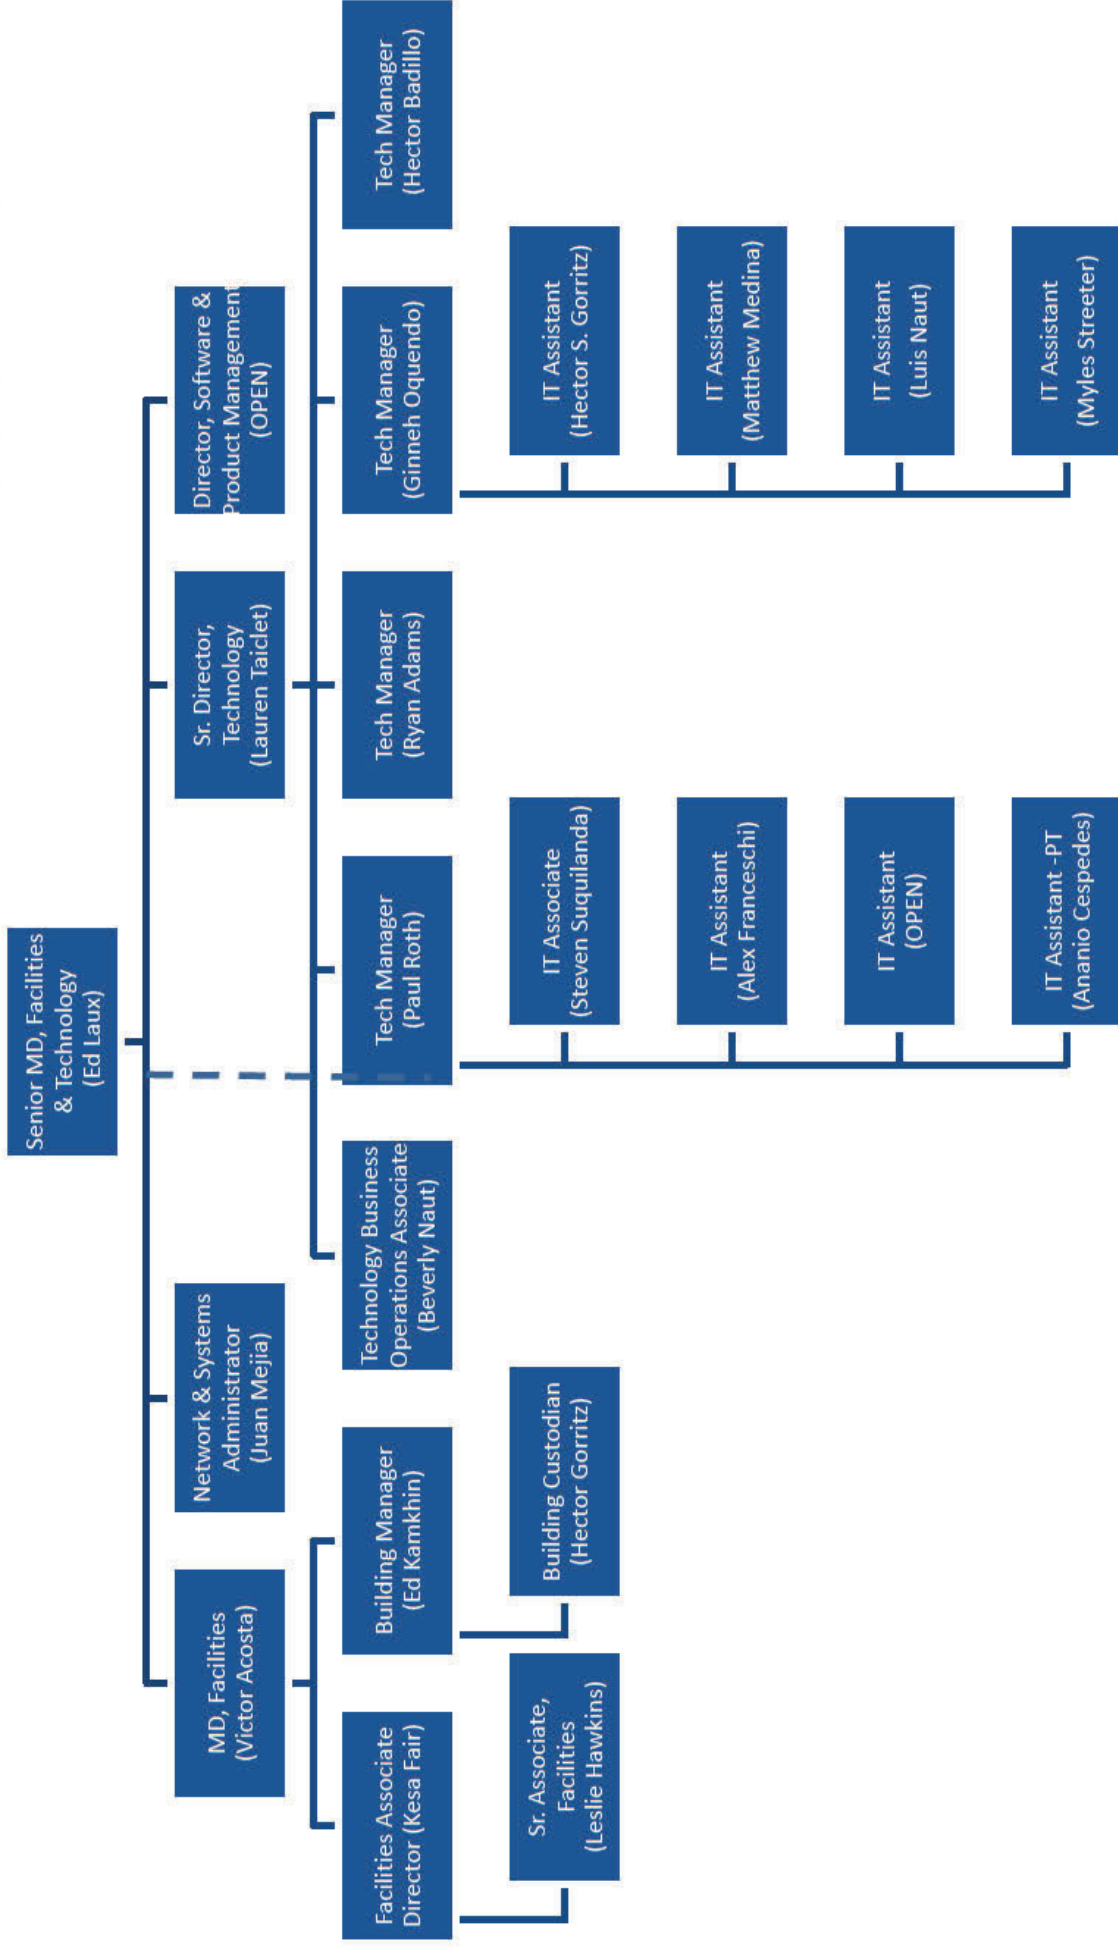 Senior MD, Facilities
& Technology
(Ed Laux)
MD, Facilities
(Victor Acosta)
Network & Systems
Administrator
(Juan Mejia)
Sr. Director,
Technology
(Lauren Taiclet)
Director, Software &
Product Management
(OPEN)
Facilities Associate
Director (Kesa Fair)
Building Manager
(Ed Kamkhin)
Technology Business
Operations Associate
(Beverly Naut)
Tech Manager
(Paul Roth)
Tech Manager
(Ryan Adams)
Tech Manager
(Ginneh Oquendo)
Tech Manager
(Hector Badillo)
Sr. Associate,
Facilities
(Leslie Hawkins)
Building Custodian
(Hector Gorritz)
IT Associate
(Steven Suquilanda)
IT Assistant
(Alex Franceschi)
IT Assistant
(OPEN)
IT Assistant -PT
(Ananio Cespedes)
IT Assistant
(Hector S. Gorritz)
IT Assistant
(Matthew Medina)
IT Assistant
(Luis Naut)
IT Assistant
(Myles Streeter)